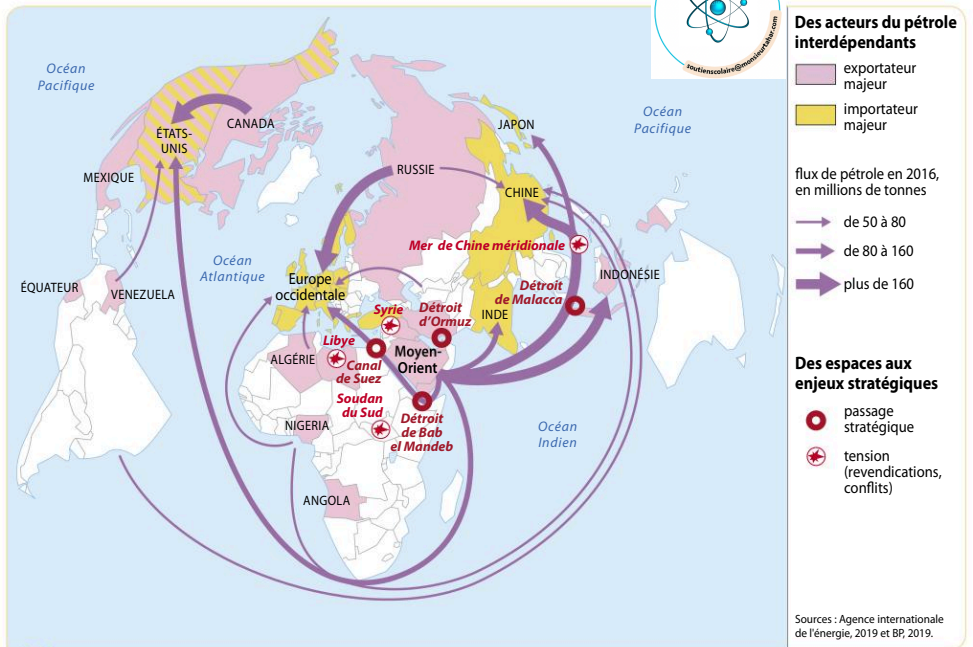 soutienscolaire@monsieurtahar.com
Océan
Pacifique
ÉTATS-
UNIS
CANADA
MEXIQUE
ÉQUATEUR
VENEZUELA
Océan
Atlantique
RUSSIE
JAPON
Océan
Pacifique
CHINE
Mer de Chine méridionale
Europe
occidentale
INDONÉSIE
Détroit
de Malacca
INDE
Syrie
Détroit
d'Ormuz
Libye
ALGÉRIE
Canal
de Suez
Moyen-
Orient
Soudan
du Sud
NIGERIA
Détroit
de Bab
el Mandeb
Océan
Indien
ANGOLA
Des acteurs du pétrole
interdépendants
exportateur
majeur
importateur
majeur
flux de pétrole en 2016,
en millions de tonnes
de 50 à 80
de 80 à 160
plus de 160
Des espaces aux
enjeux stratégiques
passage
stratégique
tension
(revendications,
conflits)
Sources : Agence internationale
de l'énergie, 2019 et BP, 2019.